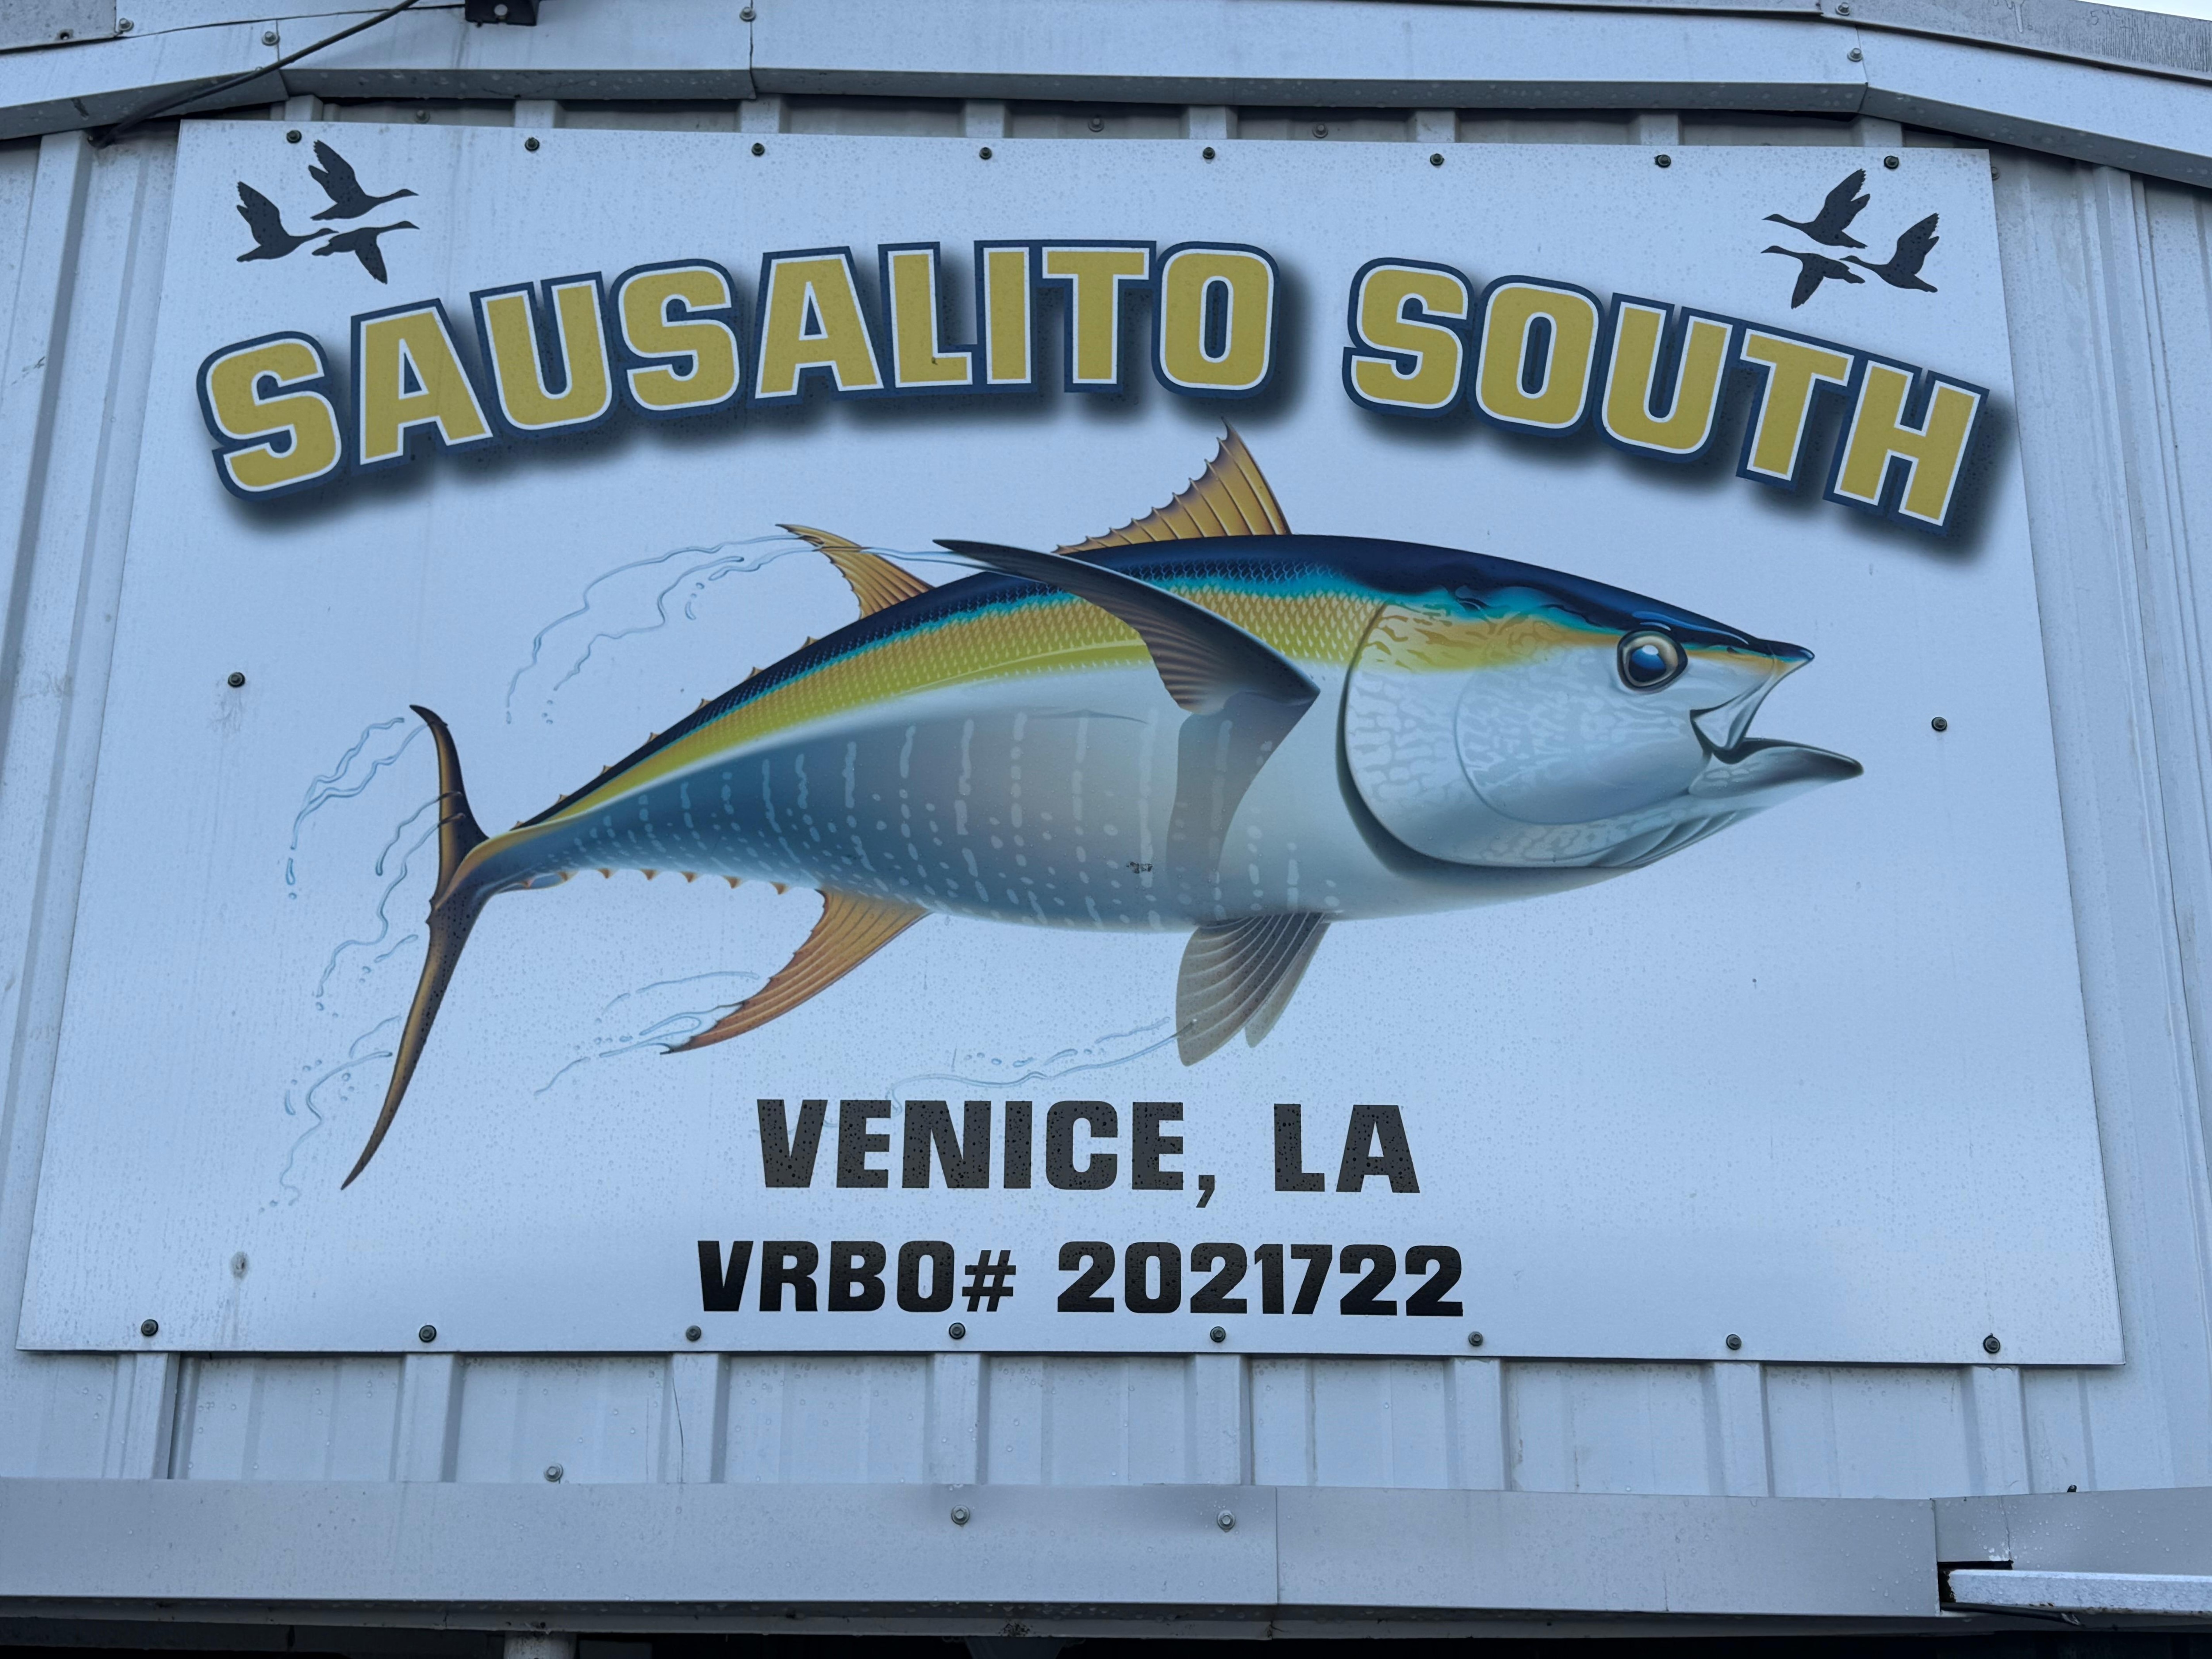 SAUSALITO SOUTH
VENICE, LA
VRBO# 2021722